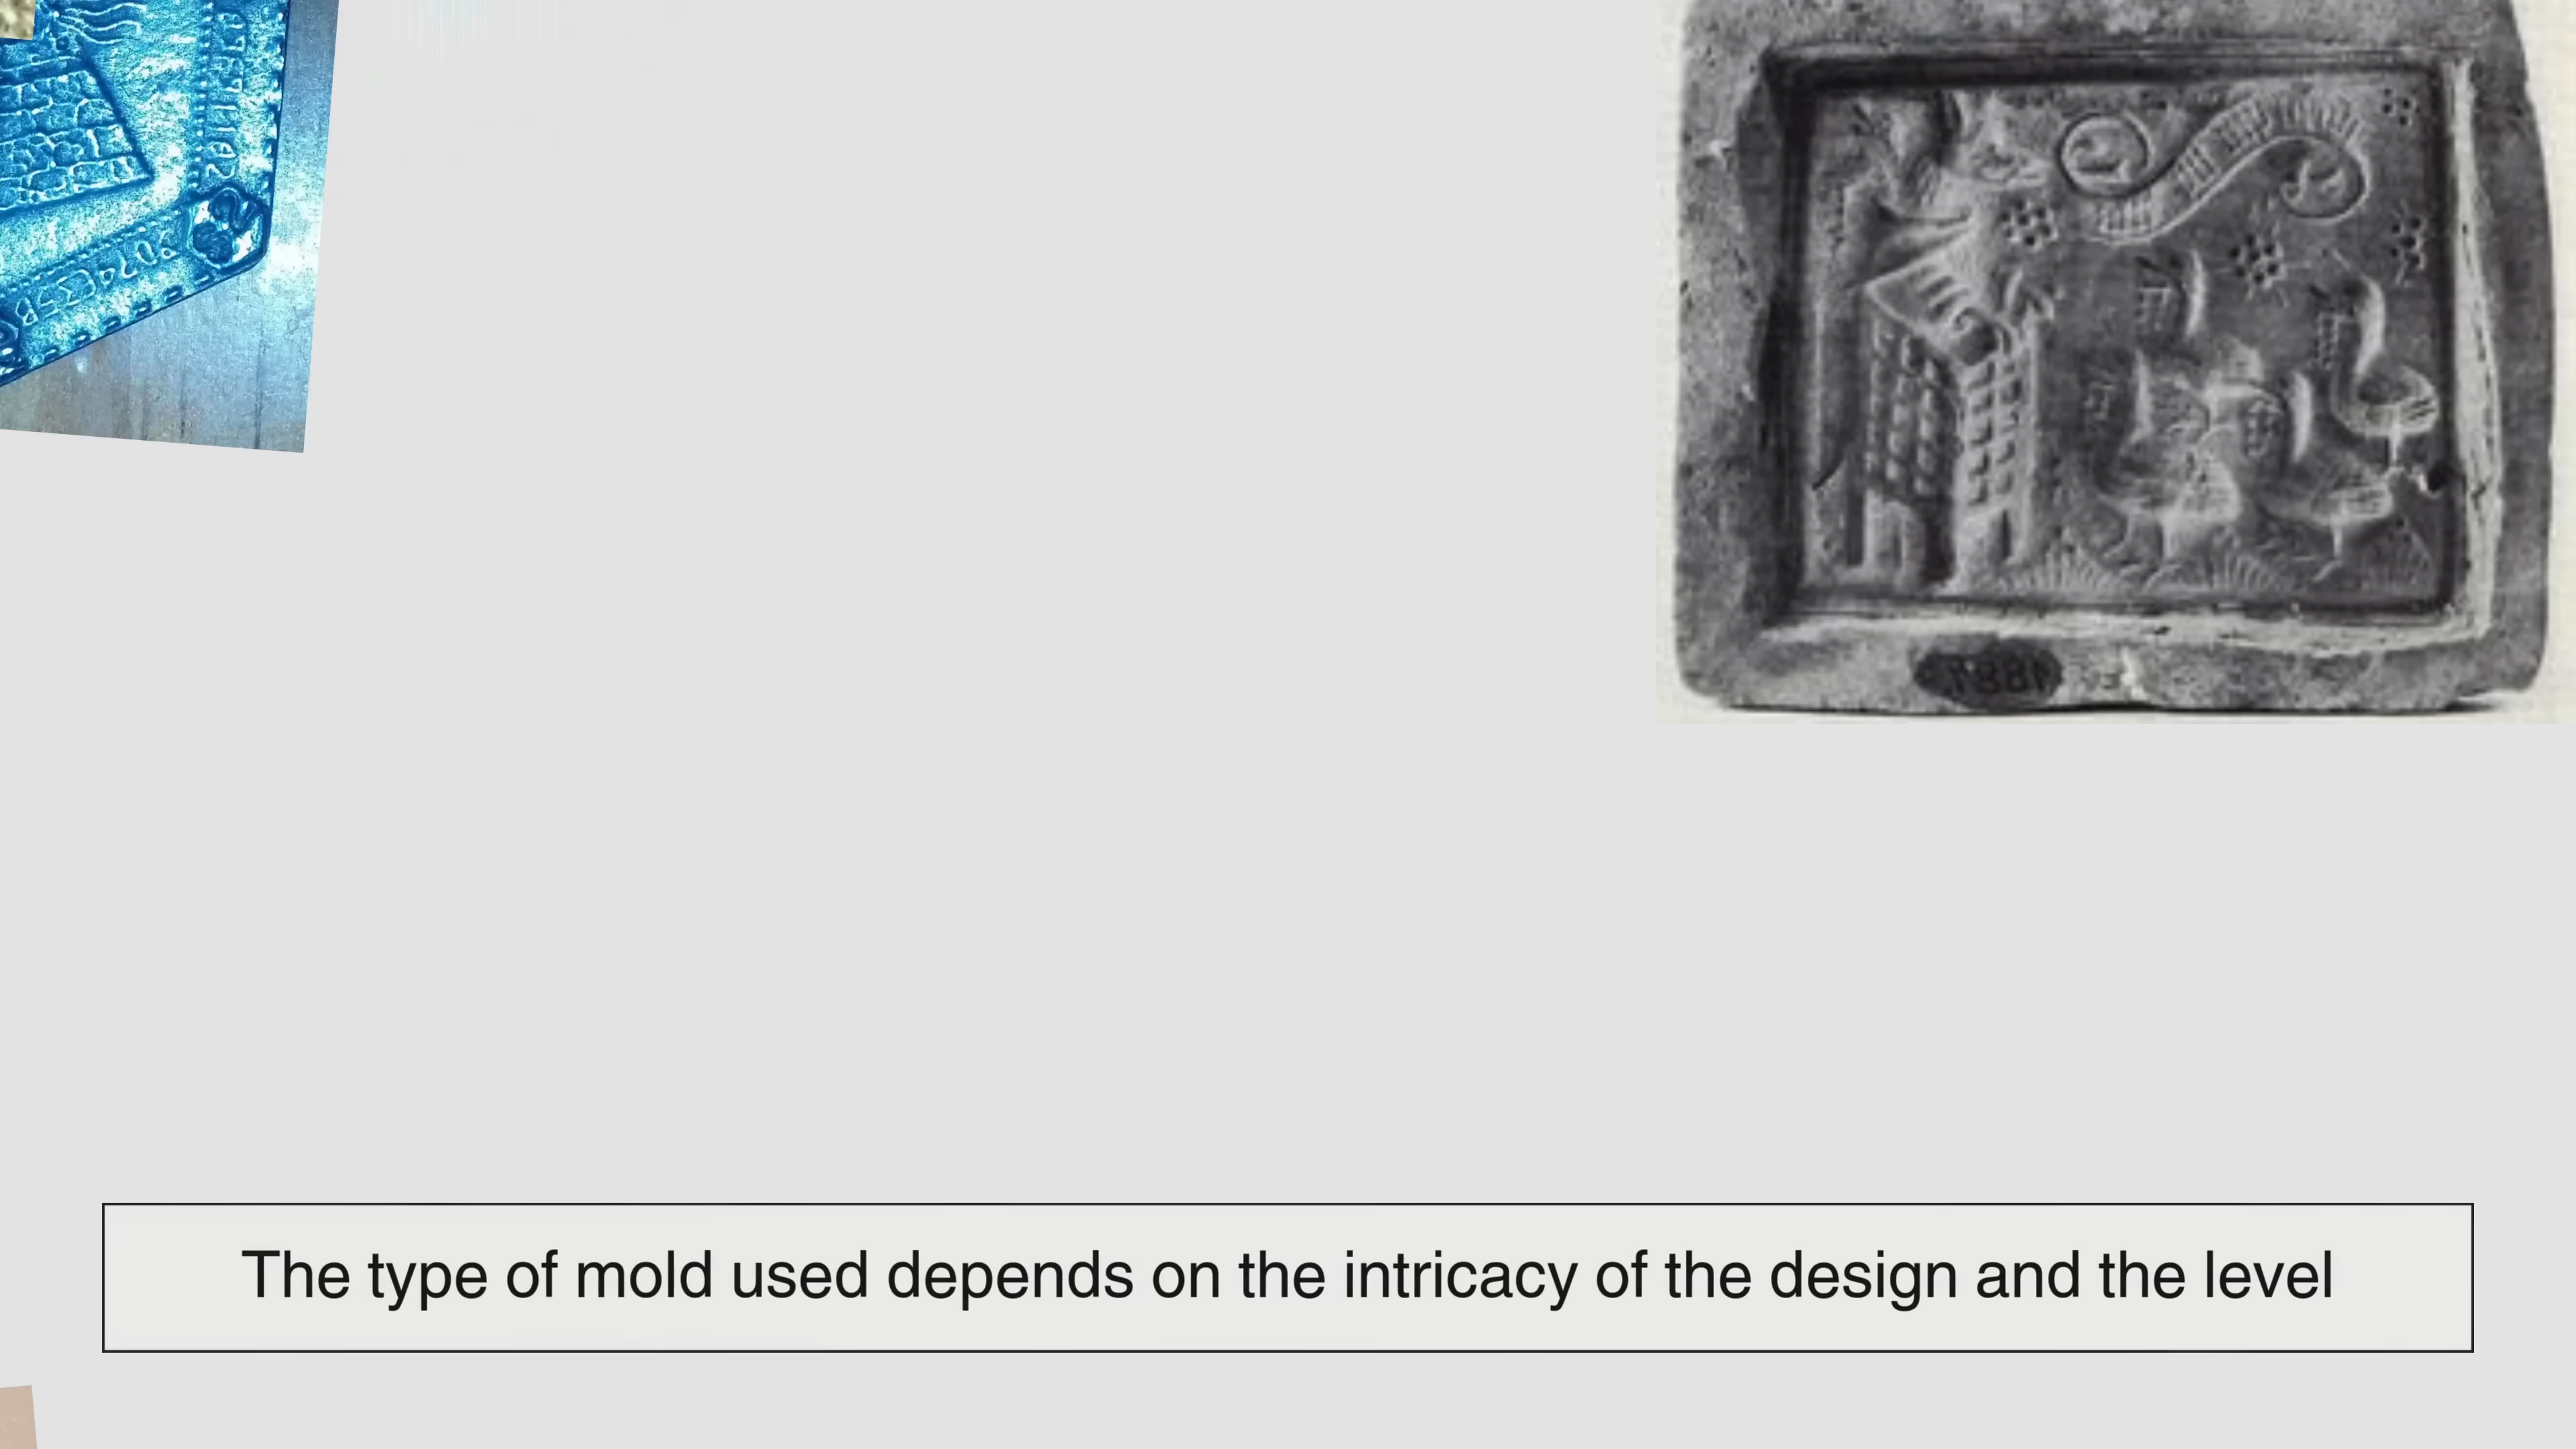 The type of mold used depends on the intricacy of the design and the level